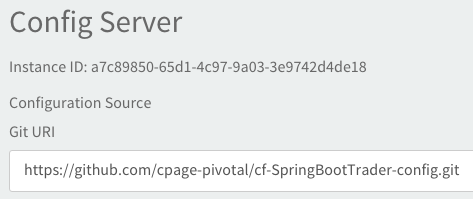 Config Server
Instance ID: a7c89850-65d1-4c97-9a03-3e9742d4de18
Configuration Source
Git URI
https://github.com/cpage-pivotal/cf-SpringBootTrader-config.git